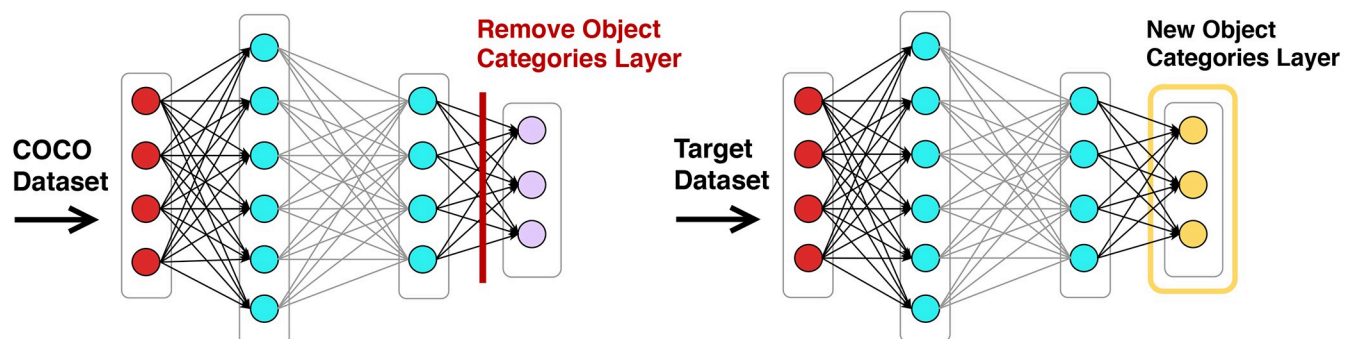 Remove Object
Categories Layer
COCO
Dataset
New Object
Categories Layer
Target
Dataset